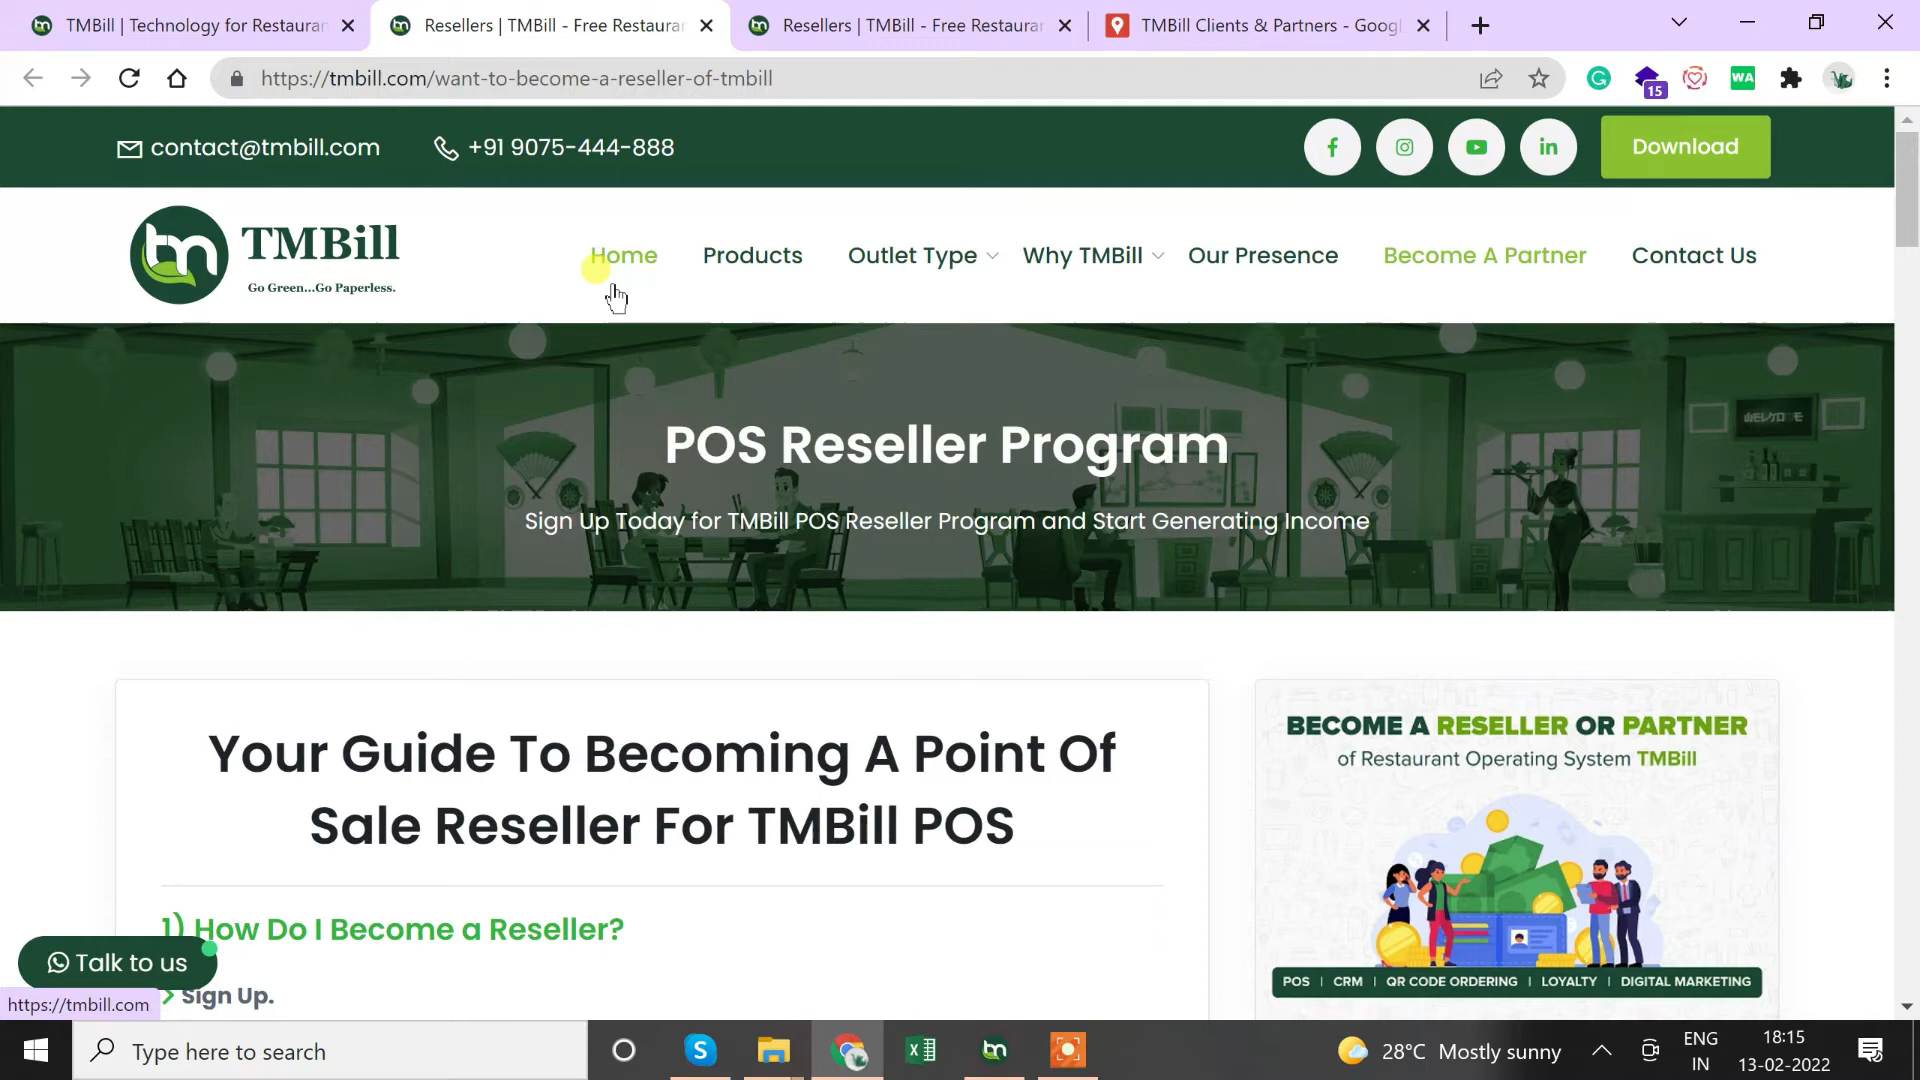 TMBill | Technology for Restauran
Resellers | TMBill - Free Restauran
Resellers | TMBill - Free Restauran
TMBill Clients & Partners - Googl
https://tmbill.com/want-to-become-a-reseller-of-tmbill
15
WA
contact@tmbill.com
+91 9075-444-888
Download
TMBill
Go Green...Go Paperless.
Home
Products
Outlet Type
Why TMBill
Our Presence
Become A Partner
Contact Us
WELCOME
POS Reseller Program
Sign Up Today for TMBill POS Reseller Program and Start Generating Income
Your Guide To Becoming A Point Of
Sale Reseller For TMBill POS
1) How Do I Become a Reseller?
Sign Up.
BECOME A RESELLER OR PARTNER
of Restaurant Operating System TMBill
POS | CRM | QR CODE ORDERING | LOYALTY | DIGITAL MARKETING
Talk to us
https://tmbill.com
Type here to search
28°C Mostly sunny
ENG
IN
18:15
13-02-2022